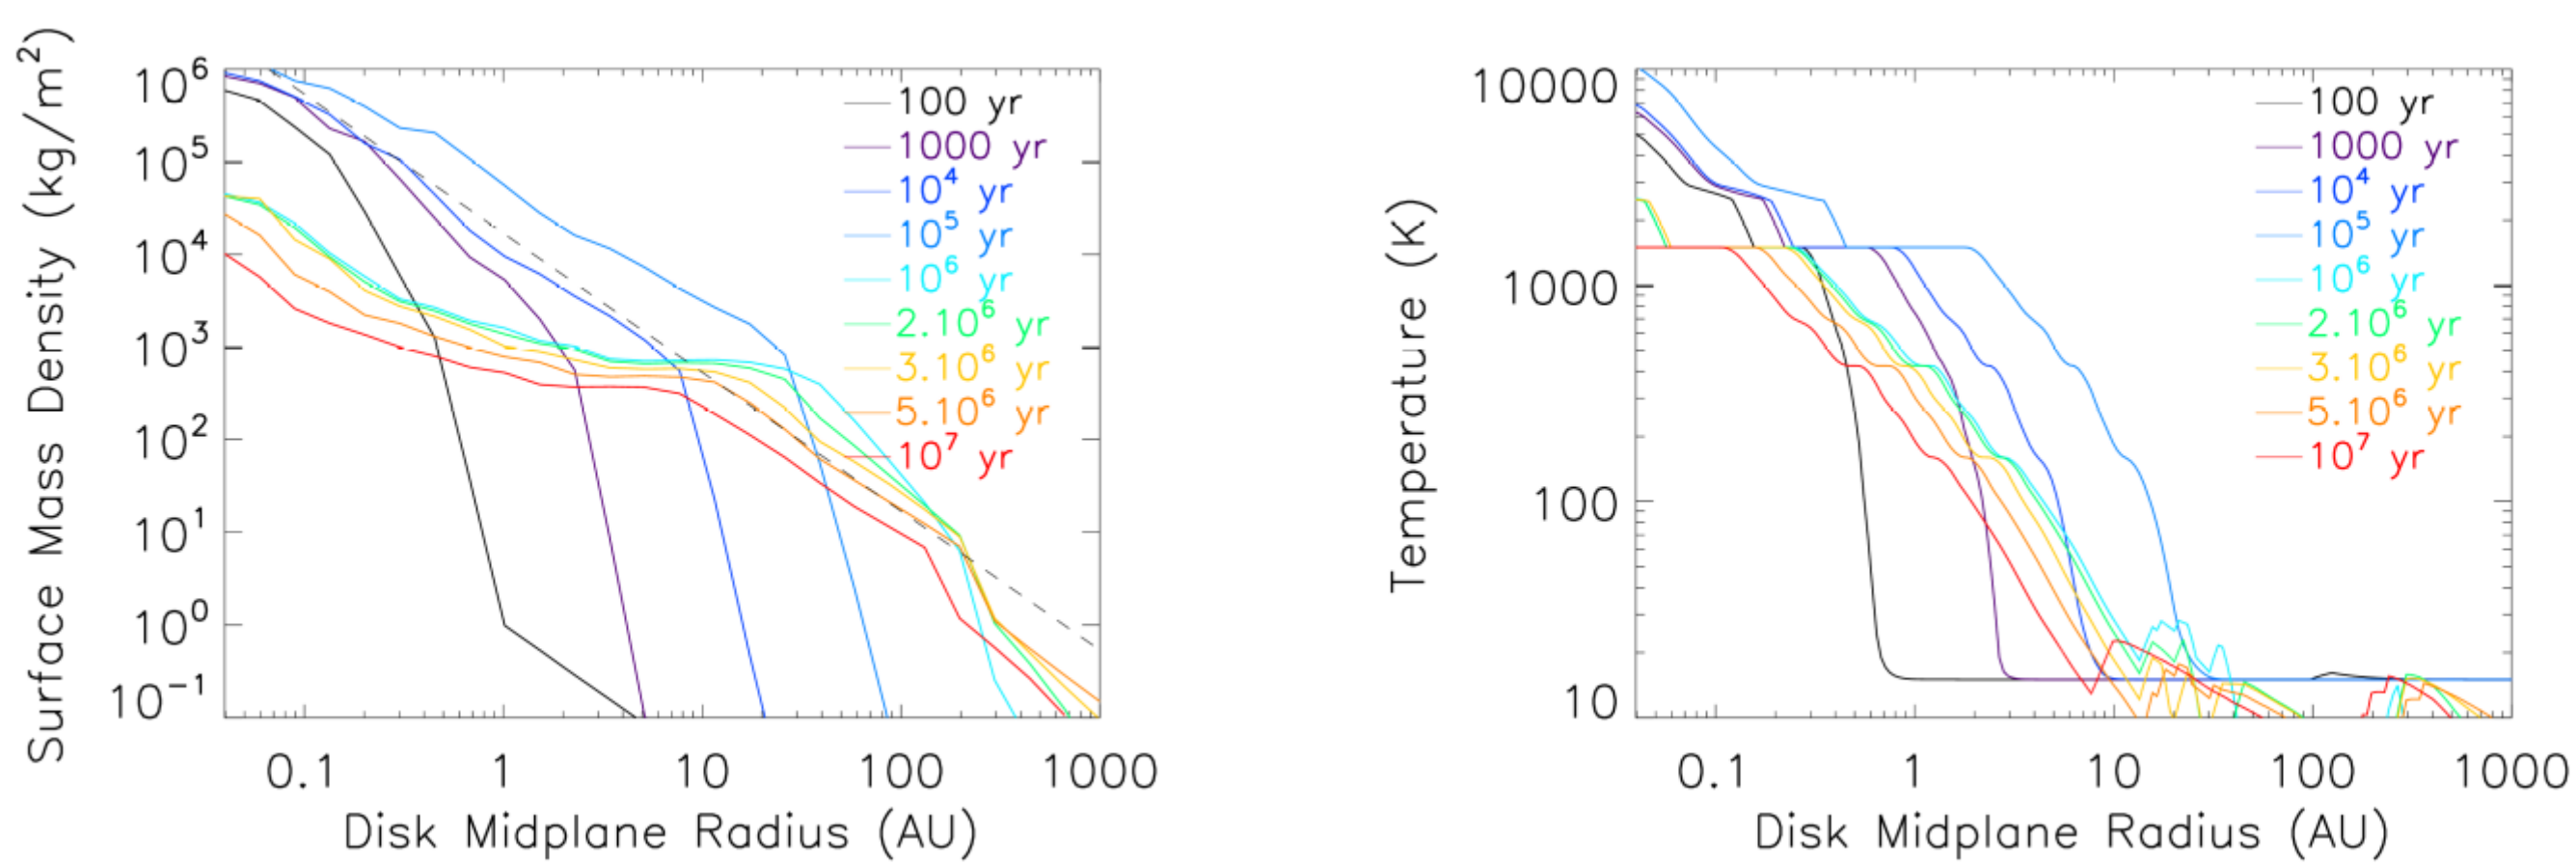 Surface Mass Density (kg/m²)
10⁶
10⁵
10⁴
10³
10²
10¹
10⁰
10⁻¹
0.1 1 10 100 1000
Disk Midplane Radius (AU)
100 yr
1000 yr
10⁴ yr
10⁵ yr
10⁶ yr
2.10⁶ yr
3.10⁶ yr
5.10⁶ yr
10⁷ yr
Temperature (K)
10000
1000
100
10
0.1 1 10 100 1000
Disk Midplane Radius (AU)
100 yr
1000 yr
10⁴ yr
10⁵ yr
10⁶ yr
2.10⁶ yr
3.10⁶ yr
5.10⁶ yr
10⁷ yr